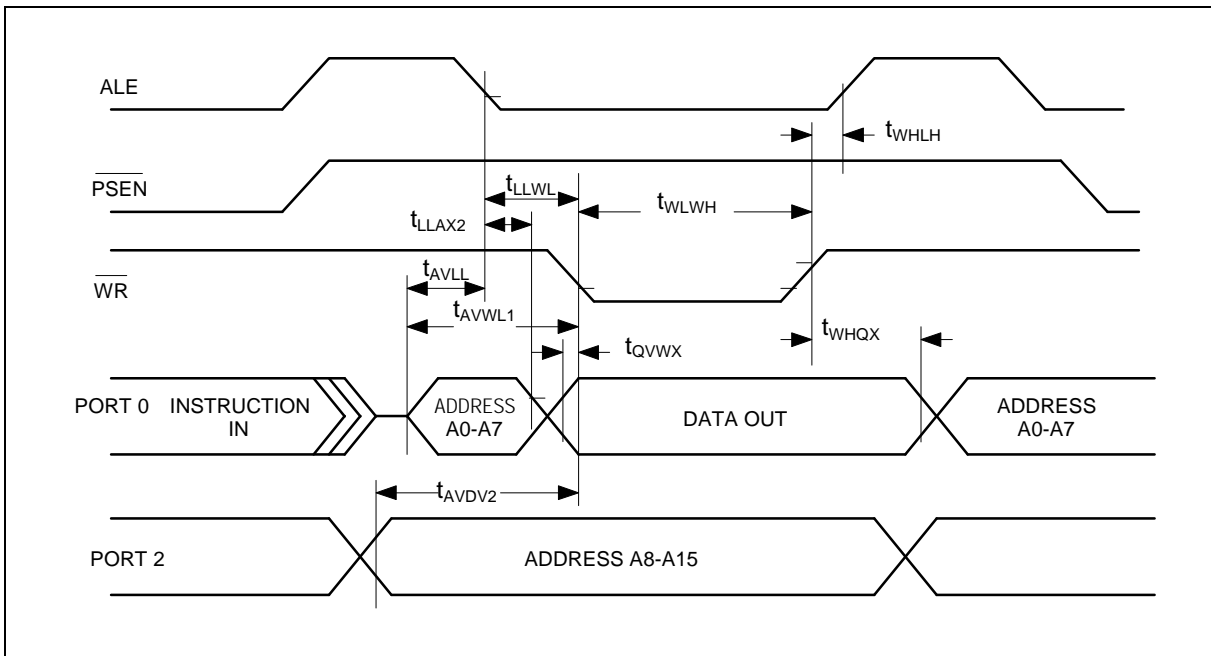 ALE
tWHLH
PSEN
tLLWL
tWLWH
tLLAX2
WR
tAVLL
tAVWL1
tWHQX
tQVWX
PORT 0
INSTRUCTION
IN
ADDRESS
A0-A7
DATA OUT
ADDRESS
A0-A7
tAVDV2
PORT 2
ADDRESS A8-A15